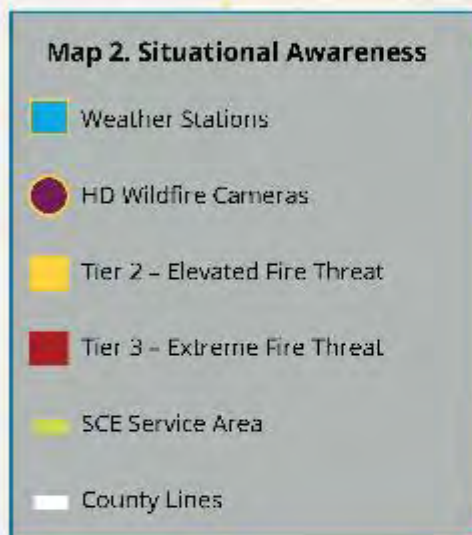 Map 2. Situational Awareness
Weather Stations
HD Wildfire Cameras
Tier 2 – Elevated Fire Threat
Tier 3 – Extreme Fire Threat
SCE Service Area
County Lines